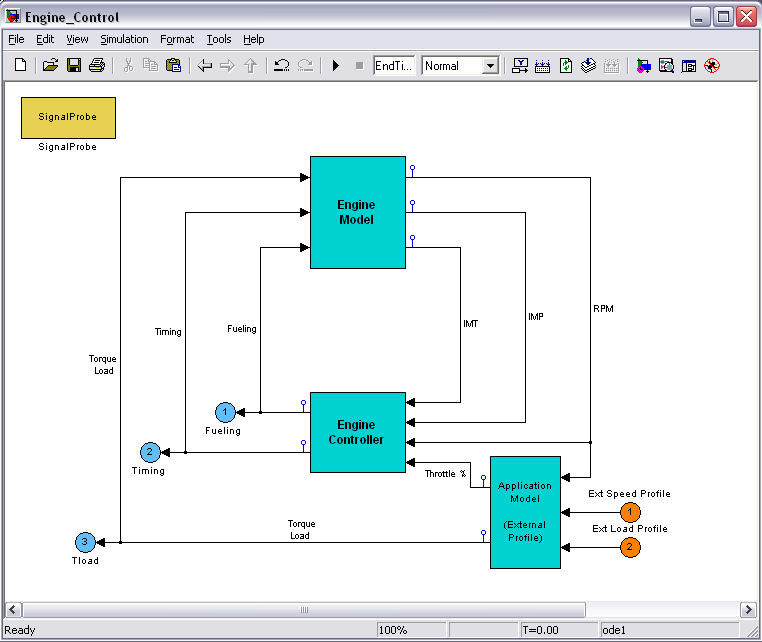 Engine_Control
File Edit View Simulation Format Tools Help
EndTi... Normal
SignalProbe
SignalProbe
Engine
Model
RPM
IMP
IMT
Fueling
Timing
Torque
Load
1
Fueling
Engine
Controller
2
Timing
Throttle %
Application
Model
(External
Profile)
Ext Speed Profile
1
Ext Load Profile
2
Torque
Load
3
Tload
Ready 100% T=0.00 ode1